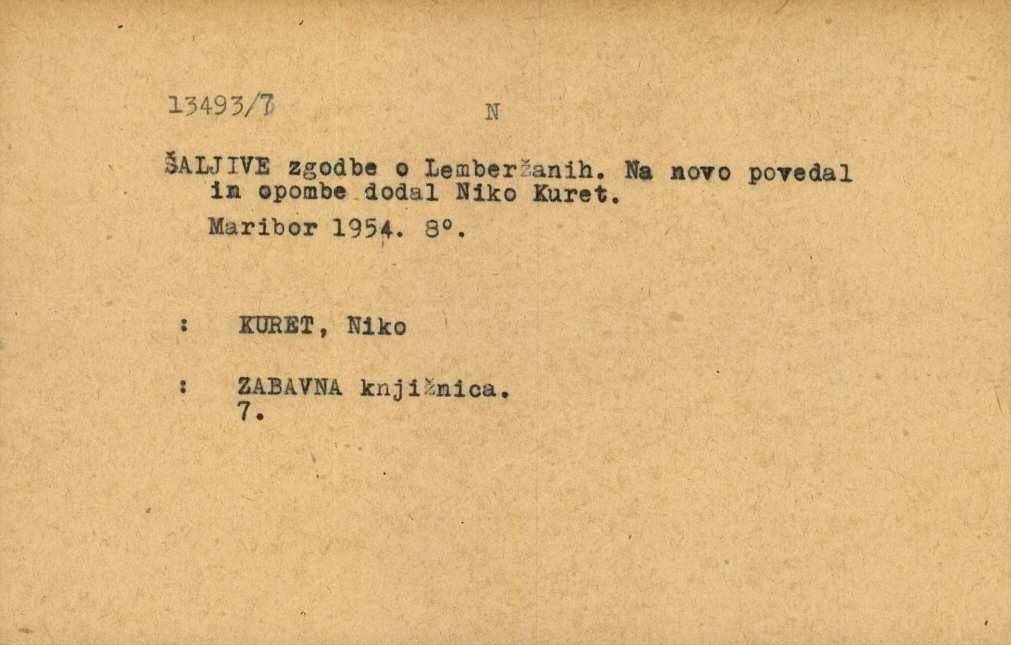 13493/7 N
ŠALJIVE zgodbe o Lemberžanih. Na novo povedal
in opombe dodal Niko Kuret.
Maribor 1954. 8°.
: KURET, Niko
: ZABAVNA knjižnica.
7.